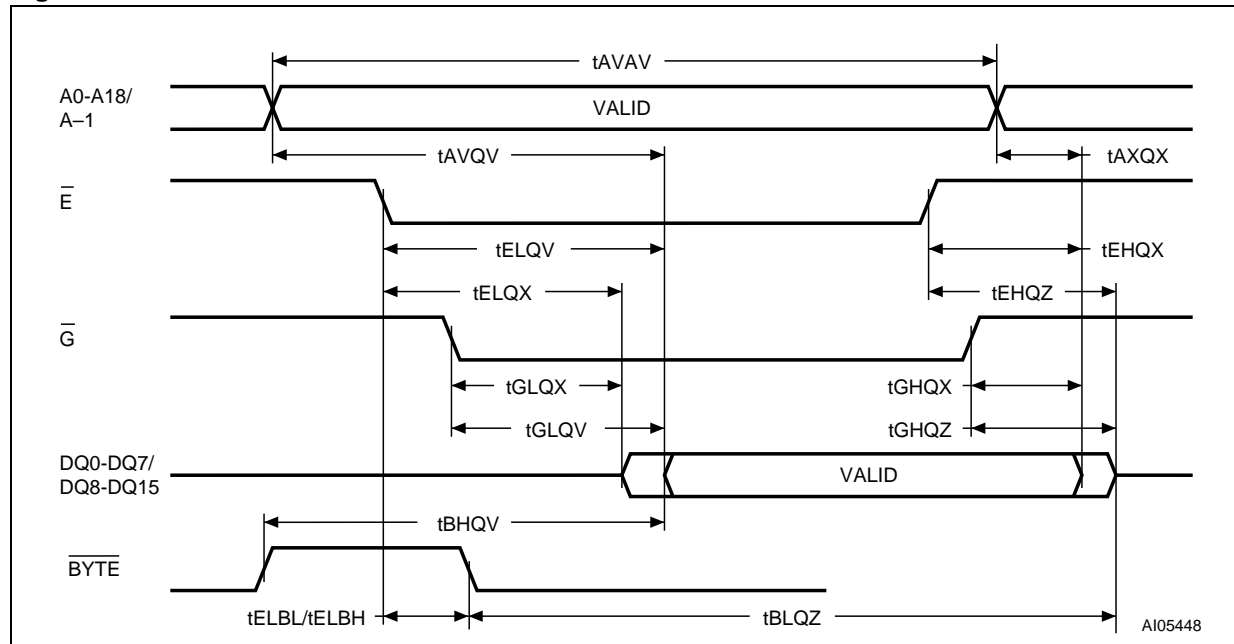 tAVAV
A0-A18/
A–1
VALID
tAVQV
tAXQX
E
tELQV
tEHQX
tELQX
tEHQZ
G
tGLQX
tGHQX
tGLQV
tGHQZ
DQ0-DQ7/
DQ8-DQ15
VALID
tBHQV
BYTE
tELBL/tELBH
tBLQZ
AI05448